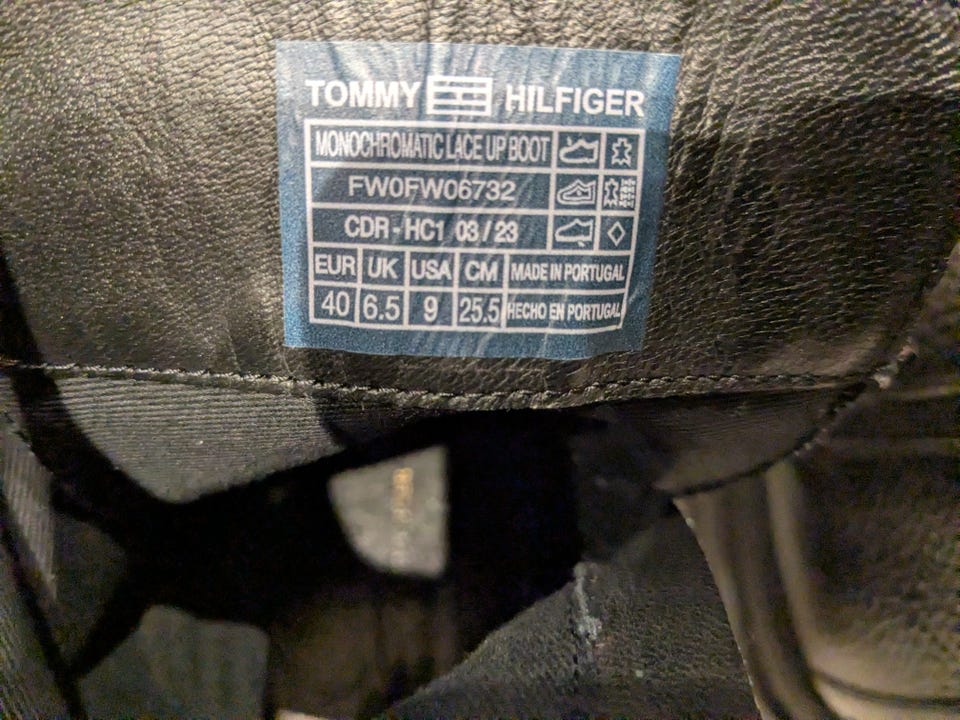 TOMMY HILFIGER
MONOCHROMATIC LACE UP BOOT
FW0FW06732
CDR - HC1 03 / 23
EUR UK USA CM MADE IN PORTUGAL
40 6.5 9 25.5 HECHO EN PORTUGAL